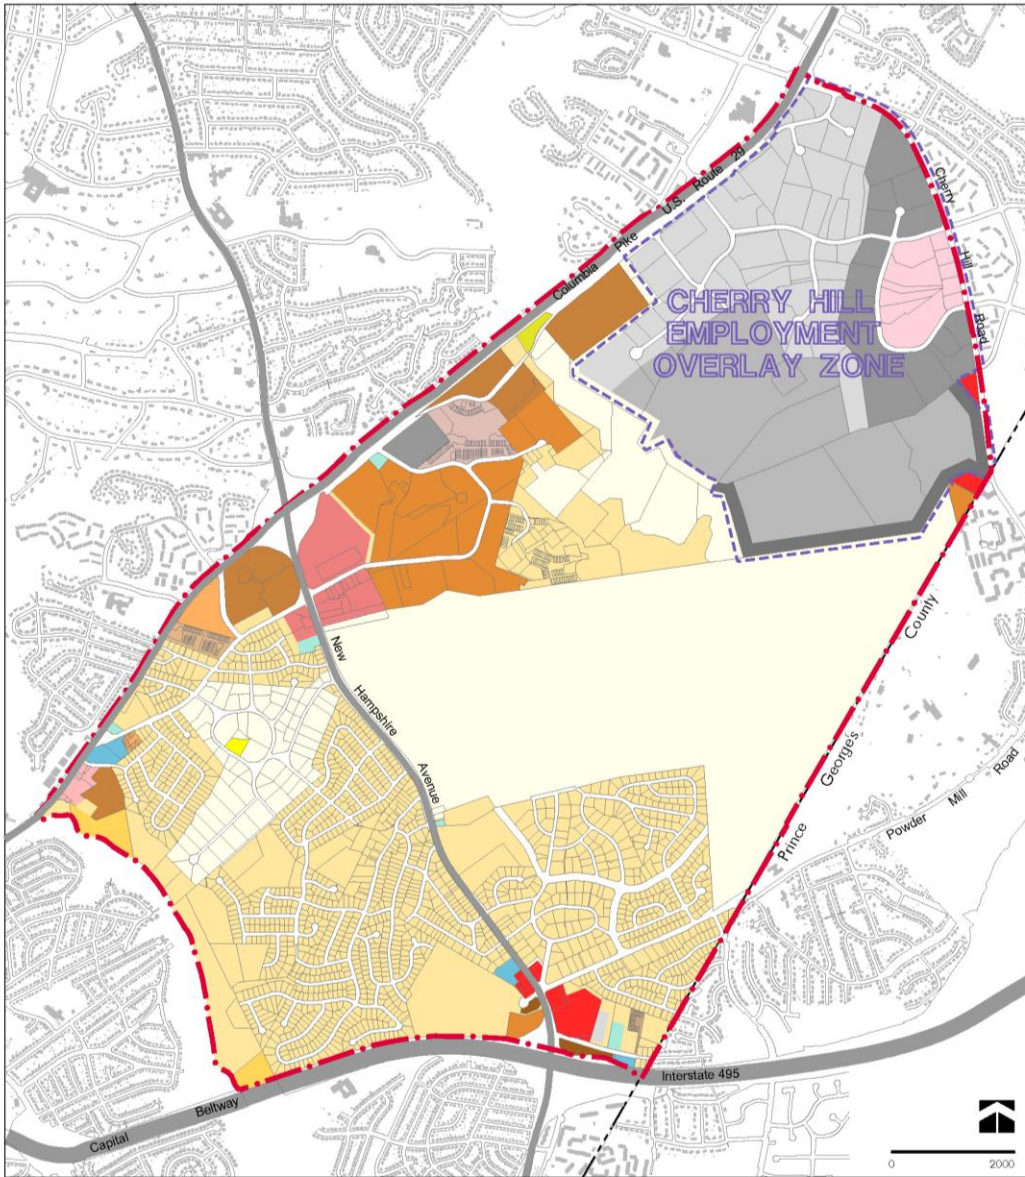 U.S. Route 29
Columbia Pike
Cherry Hill Road
CHERRY HILL
EMPLOYMENT
OVERLAY ZONE
New Hampshire Avenue
Prince George's County
Powder Mill Road
Interstate 495
Capital Beltway
0 2000